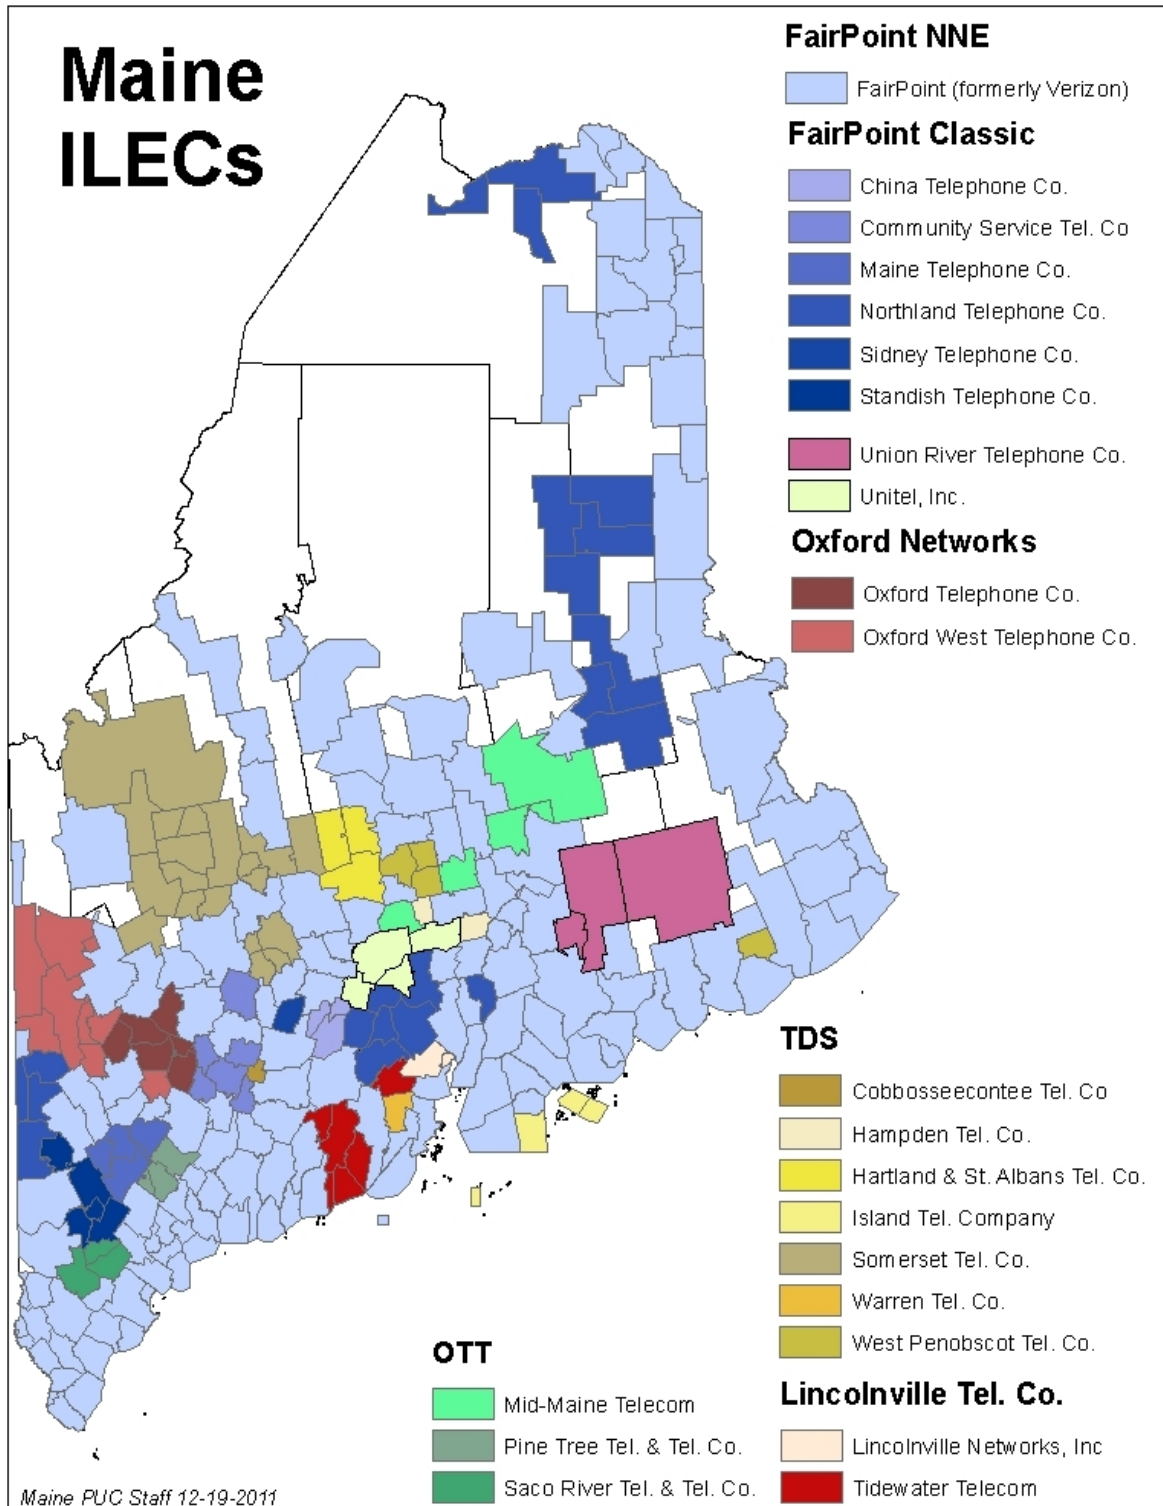 Maine
ILECs
FairPoint NNE
FairPoint (formerly Verizon)
FairPoint Classic
China Telephone Co.
Community Service Tel. Co
Maine Telephone Co.
Northland Telephone Co.
Sidney Telephone Co.
Standish Telephone Co.
Union River Telephone Co.
Unitel, Inc.
Oxford Networks
Oxford Telephone Co.
Oxford West Telephone Co.
TDS
Cobbosseecontee Tel. Co
Hampden Tel. Co.
Hartland & St. Albans Tel. Co.
Island Tel. Company
Somerset Tel. Co.
Warren Tel. Co.
West Penobscot Tel. Co.
OTT
Mid-Maine Telecom
Pine Tree Tel. & Tel. Co.
Saco River Tel. & Tel. Co.
Lincolnville Tel. Co.
Lincolnville Networks, Inc
Tidewater Telecom
Maine PUC Staff 12-19-2011